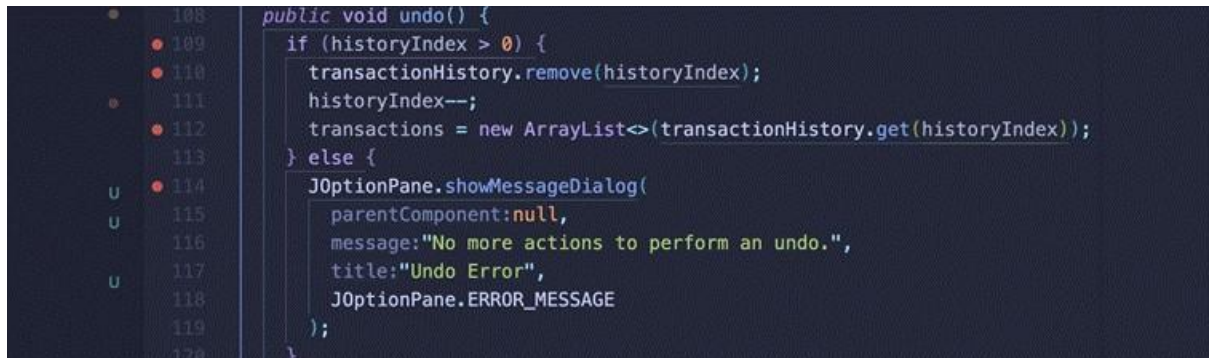 108 public void undo() {
109 if (historyIndex > 0) {
110 transactionHistory.remove(historyIndex);
111 historyIndex--;
112 transactions = new ArrayList<>(transactionHistory.get(historyIndex));
113 } else {
U 114 JOptionPane.showMessageDialog(
U 115 parentComponent:null,
116 message:"No more actions to perform an undo.",
U 117 title:"Undo Error",
118 JOptionPane.ERROR_MESSAGE
119 );
120 }